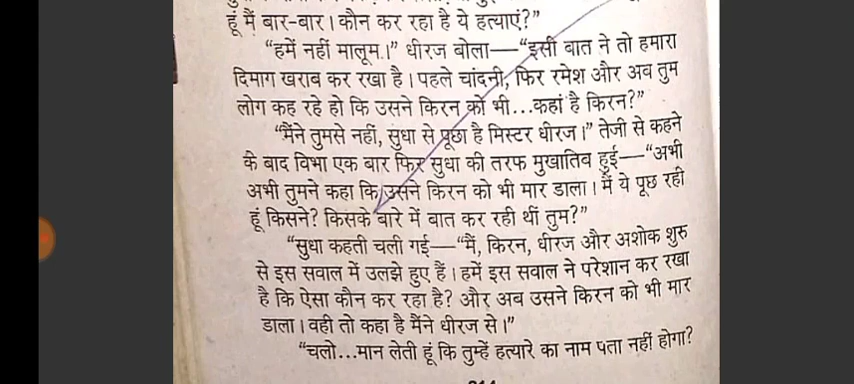 हूं मैं बार-बार। कौन कर रहा है ये हत्याएं?”
“हमें नहीं मालूम।” धीरज बोला—“इसी बात ने तो हमारा
दिमाग खराब कर रखा है। पहले चांदनी, फिर रमेश और अब तुम
लोग कह रहे हो कि उसने किरन को भी...कहां है किरन?”
“मैंने तुमसे नहीं, सुधा से पूछा है मिस्टर धीरज।” तेजी से कहने
के बाद विभा एक बार फिर सुधा की तरफ मुखातिब हुई—“अभी
अभी तुमने कहा कि उसने किरन को भी मार डाला। मैं ये पूछ रही
हूं किसने? किसके बारे में बात कर रही थीं तुम?”
“सुधा कहती चली गई—“मैं, किरन, धीरज और अशोक शुरु
से इस सवाल में उलझे हुए हैं। हमें इस सवाल ने परेशान कर रखा
है कि ऐसा कौन कर रहा है? और अब उसने किरन को भी मार
डाला। वही तो कहा है मैंने धीरज से।”
“चलो...मान लेती हूं कि तुम्हें हत्यारे का नाम पता नहीं होगा?